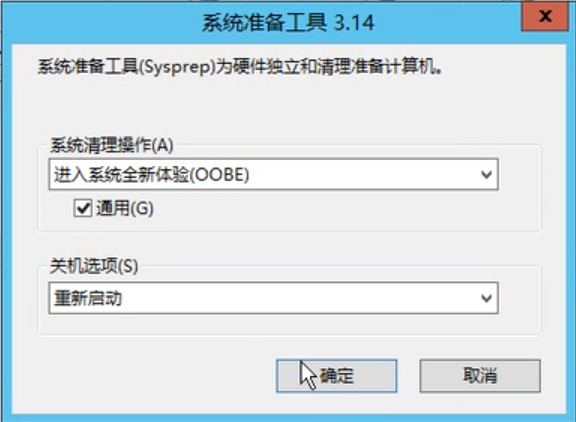 系统准备工具 3.14
系统准备工具(Sysprep)为硬件独立和清理准备计算机。
系统清理操作(A)
进入系统全新体验(OOBE)
通用(G)
关机选项(S)
重新启动
确定
取消